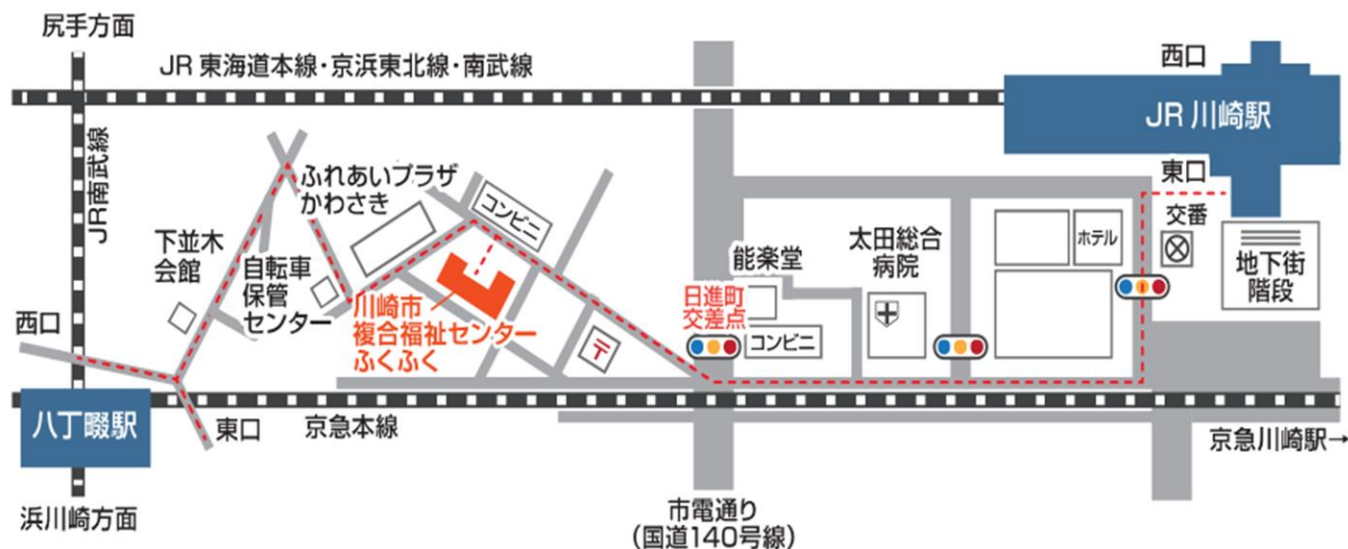 尻手方面
JR 東海道本線・京浜東北線・南武線
西口
JR 川崎駅
JR南武線
東口
交番
ふれあいプラザ
かわさき
コンビニ
下並木
会館
自転車
保管
センター
川崎市
複合福祉センター
ふくふく
〒
能楽堂
太田総合
病院
ホテル
地下街
階段
日進町
交差点
コンビニ
西口
八丁畷駅
東口
京急本線
京急川崎駅→
浜川崎方面
市電通り
(国道140号線)